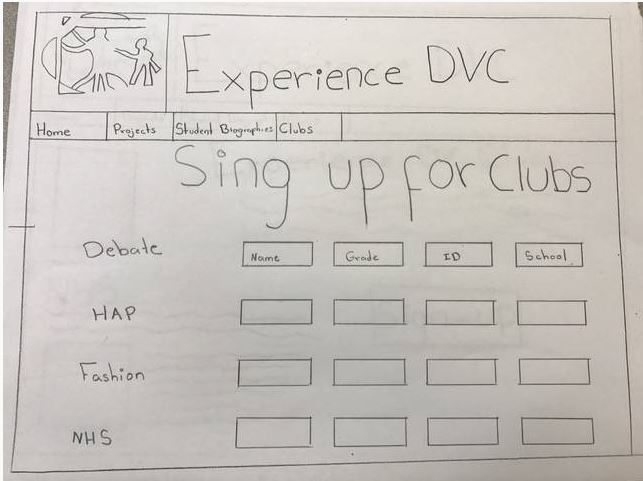 Experience DVC
Home Projects Student Biographies Clubs
Sing up for Clubs
Debate Name Grade ID School
HAP
Fashion
NHS